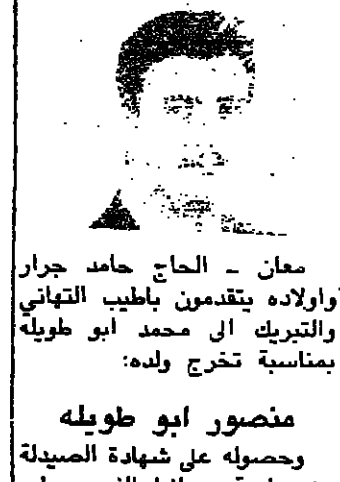 معان - الحاج حامد جرار
واولاده يتقدمون باطيب التهاني
والتبريك الى محمد ابو طويله
بمناسبة تخرج ولده:
منصور ابو طويله
وحصوله على شهادة الصيدلة